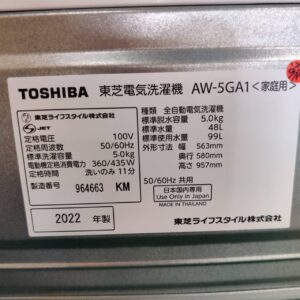 TOSHIBA 東芝電気洗濯機 AW-5GA1<家庭用>
東芝ライフスタイル株式会社
JET
定格電圧 100V
定格周波数 50/60Hz
標準洗濯容量 5.0kg
電動機定格消費電力 360/435W
定格時間 洗いのみ 11分
製造番号 964663 KM
2022 年製
種類 全自動電気洗濯機
標準脱水容量 5.0kg
標準水量 48L
標準使用水量 99L
外形寸法 幅 563mm
奥行 580mm
高さ 957mm
50/60Hz 共用
日本国内専用
Use Only in Japan
MADE IN THAILAND
東芝ライフスタイル株式会社